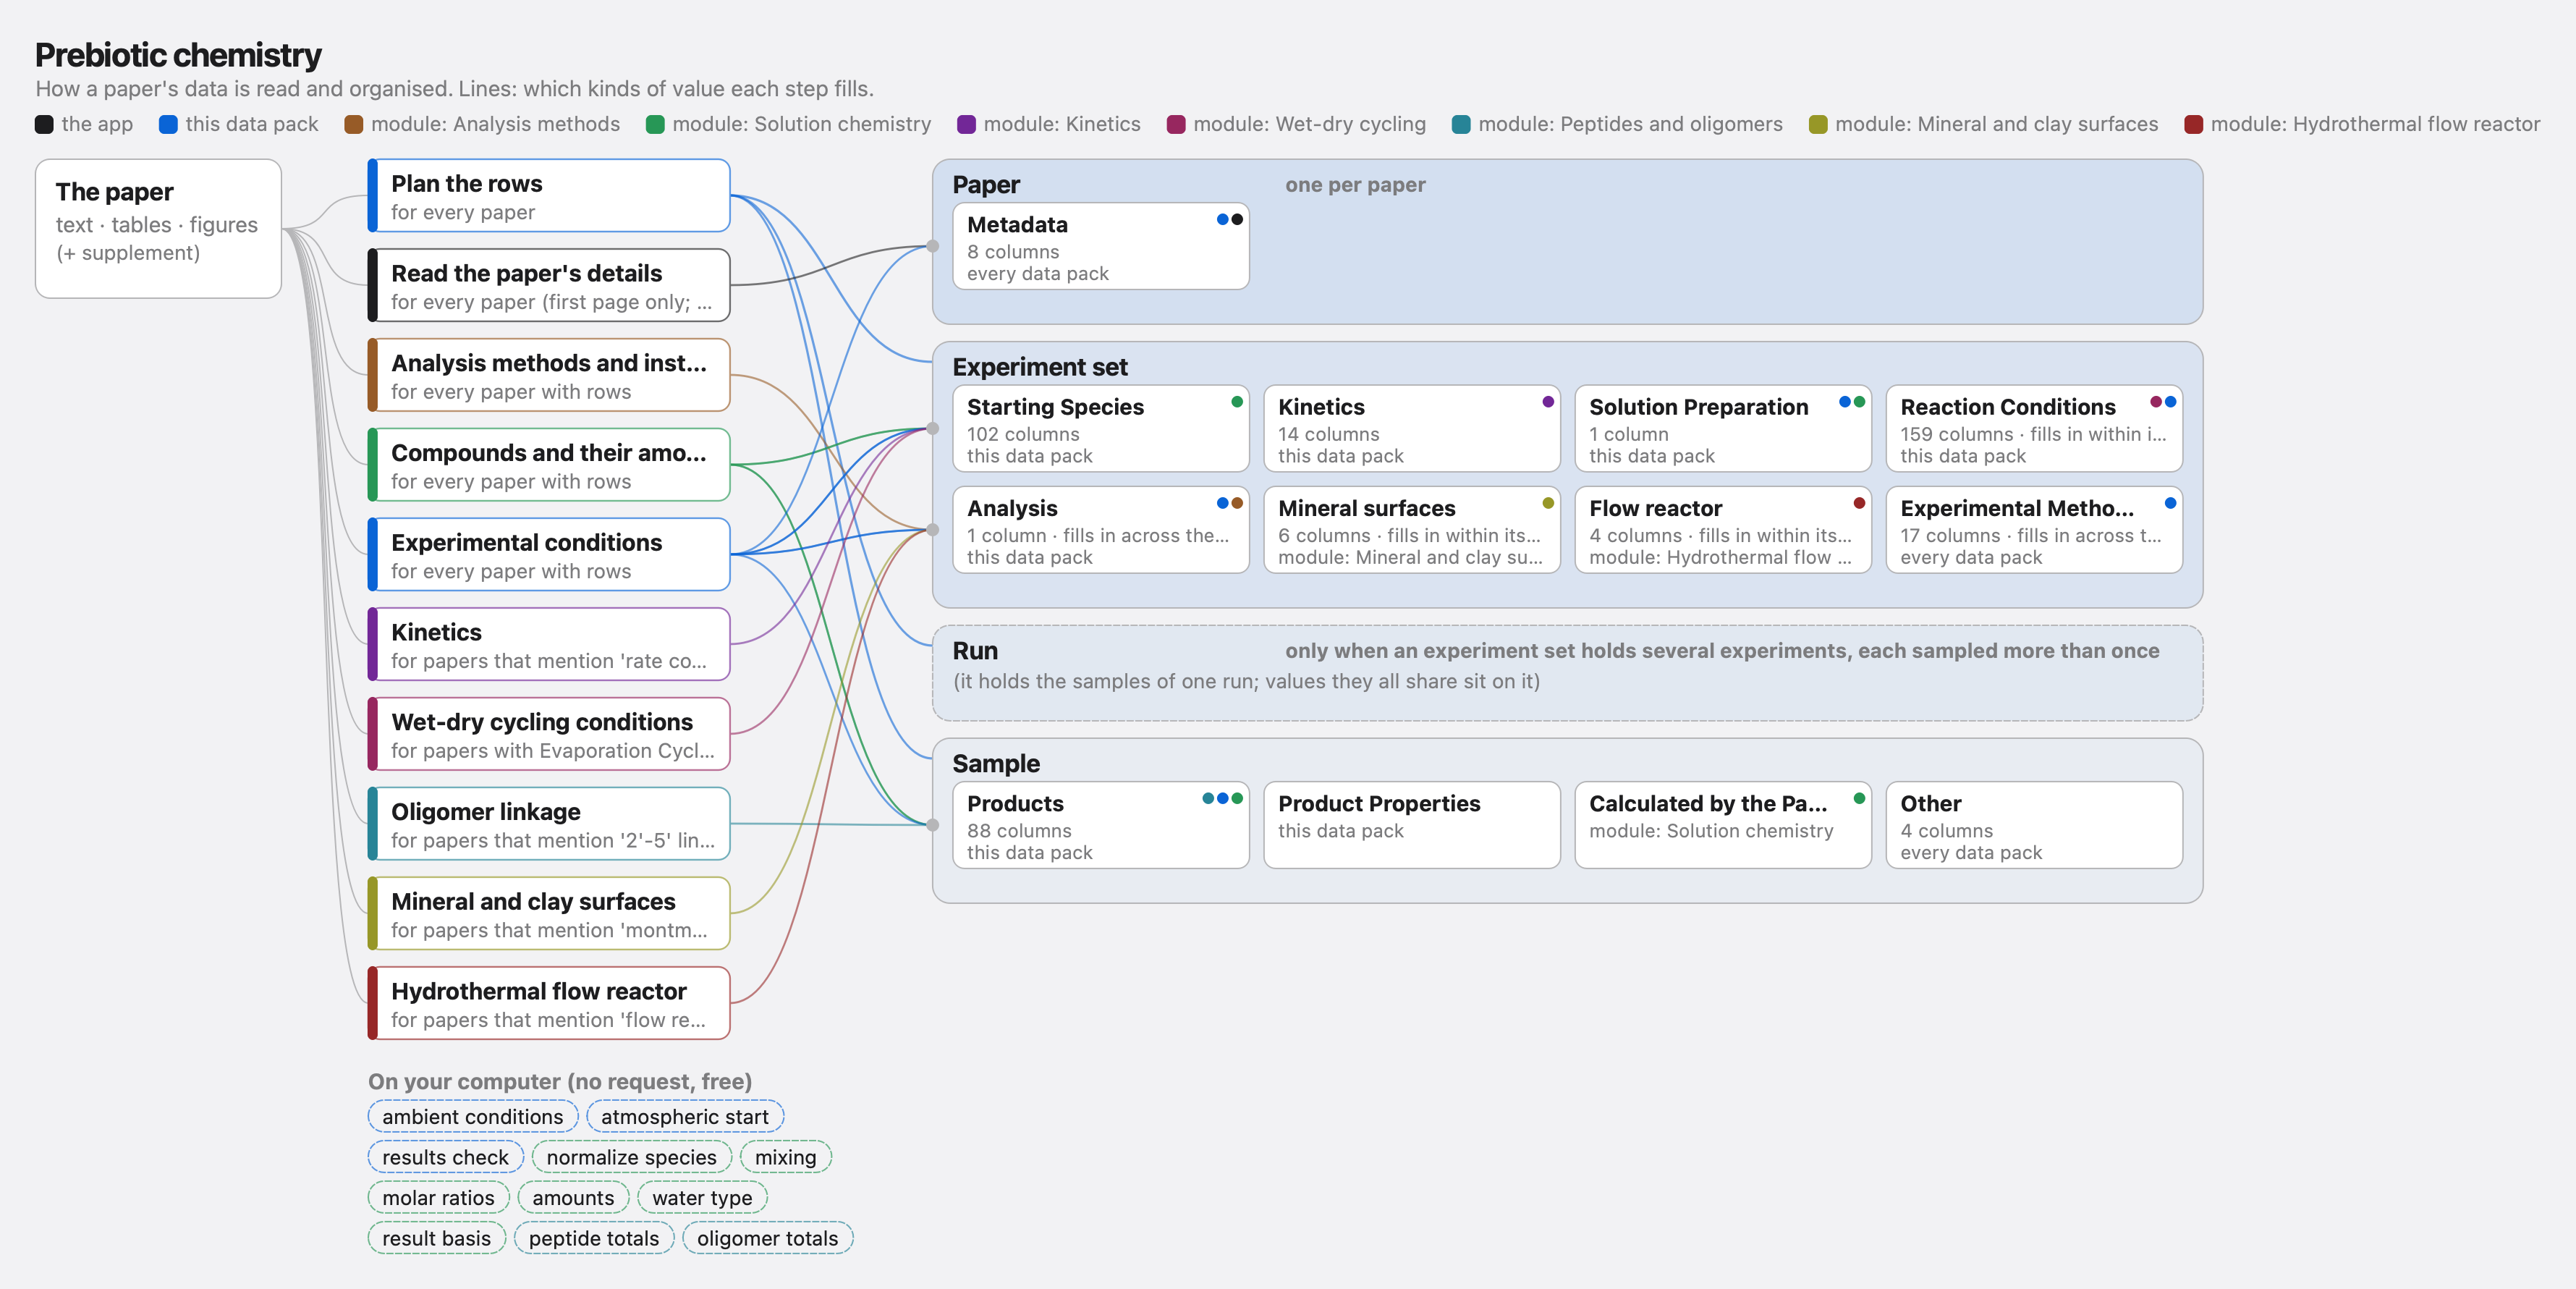 Prebiotic chemistry
How a paper's data is read and organised. Lines: which kinds of value each step fills.
the app
this data pack
module: Analysis methods
module: Solution chemistry
module: Kinetics
module: Wet-dry cycling
module: Peptides and oligomers
module: Mineral and clay surfaces
module: Hydrothermal flow reactor
The paper
text · tables · figures
(+ supplement)
Plan the rows
for every paper
Read the paper's details
for every paper (first page only; ...
Analysis methods and inst...
for every paper with rows
Compounds and their amo...
for every paper with rows
Experimental conditions
for every paper with rows
Kinetics
for papers that mention 'rate co...
Wet-dry cycling conditions
for papers with Evaporation Cycl...
Oligomer linkage
for papers that mention '2'-5' lin...
Mineral and clay surfaces
for papers that mention 'montm...
Hydrothermal flow reactor
for papers that mention 'flow re...
On your computer (no request, free)
ambient conditions
atmospheric start
results check
normalize species
mixing
molar ratios
amounts
water type
result basis
peptide totals
oligomer totals
Paper
one per paper
Metadata
8 columns
every data pack
Experiment set
Starting Species
102 columns
this data pack
Kinetics
14 columns
this data pack
Solution Preparation
1 column
this data pack
Reaction Conditions
159 columns · fills in within i...
this data pack
Analysis
1 column · fills in across the...
this data pack
Mineral surfaces
6 columns · fills in within its...
module: Mineral and clay su...
Flow reactor
4 columns · fills in within its...
module: Hydrothermal flow ...
Experimental Metho...
17 columns · fills in across t...
every data pack
Run
only when an experiment set holds several experiments, each sampled more than once
(it holds the samples of one run; values they all share sit on it)
Sample
Products
88 columns
this data pack
Product Properties
this data pack
Calculated by the Pa...
module: Solution chemistry
Other
4 columns
every data pack